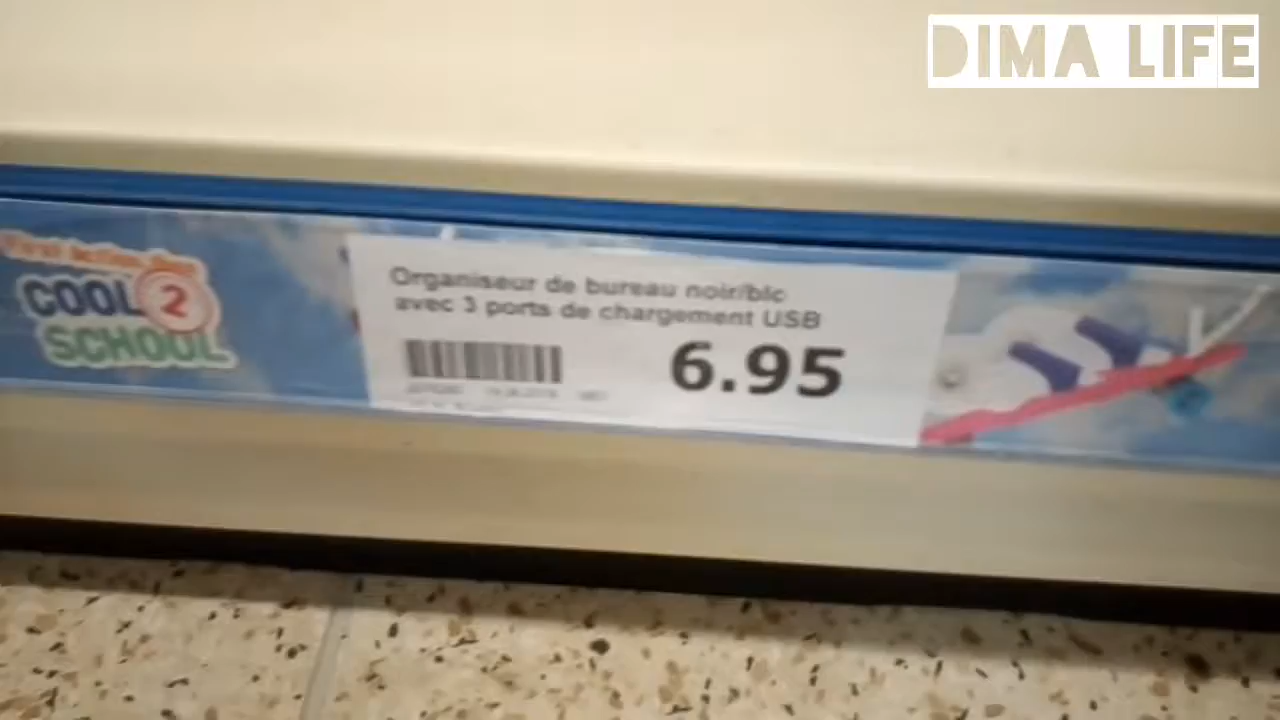 DIMA LIFE
COOL 2
SCHOOL
Organiseur de bureau noir/blc
avec 3 ports de chargement USB
6.95